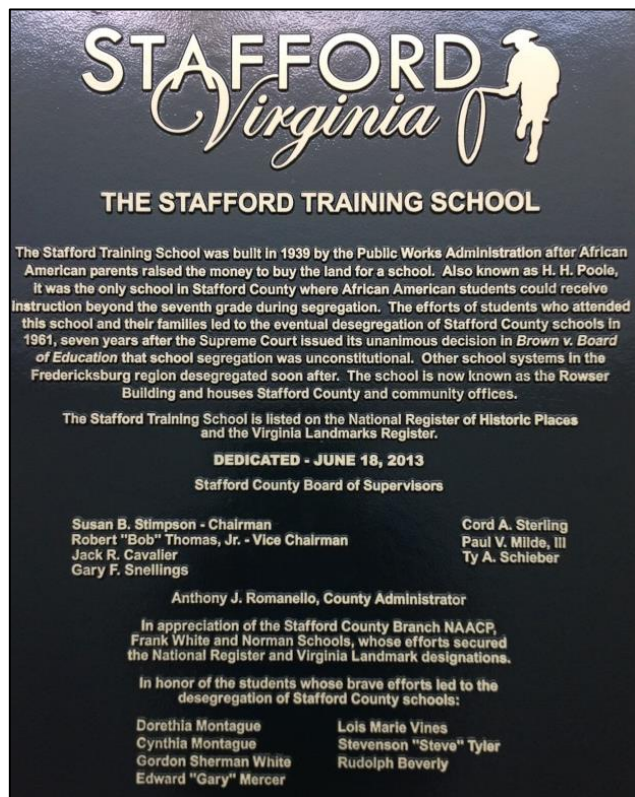 STAFFORD
Virginia
THE STAFFORD TRAINING SCHOOL
The Stafford Training School was built in 1939 by the Public Works Administration after African
American parents raised the money to buy the land for a school. Also known as H. H. Poole,
it was the only school in Stafford County where African American students could receive
instruction beyond the seventh grade during segregation. The efforts of students who attended
this school and their families led to the eventual desegregation of Stafford County schools in
1961, seven years after the Supreme Court issued its unanimous decision in Brown v. Board
of Education that school segregation was unconstitutional. Other school systems in the
Fredericksburg region desegregated soon after. The school is now known as the Rowser
Building and houses Stafford County and community offices.
The Stafford Training School is listed on the National Register of Historic Places
and the Virginia Landmarks Register.
DEDICATED - JUNE 18, 2013
Stafford County Board of Supervisors
Susan B. Stimpson - Chairman
Robert "Bob" Thomas, Jr. - Vice Chairman
Jack R. Cavalier
Gary F. Snellings
Cord A. Sterling
Paul V. Milde, III
Ty A. Schieber
Anthony J. Romanello, County Administrator
In appreciation of the Stafford County Branch NAACP,
Frank White and Norman Schools, whose efforts secured
the National Register and Virginia Landmark designations.
In honor of the students whose brave efforts led to the
desegregation of Stafford County schools:
Dorethia Montague
Cynthia Montague
Gordon Sherman White
Edward "Gary" Mercer
Lois Marie Vines
Stevenson "Steve" Tyler
Rudolph Beverly